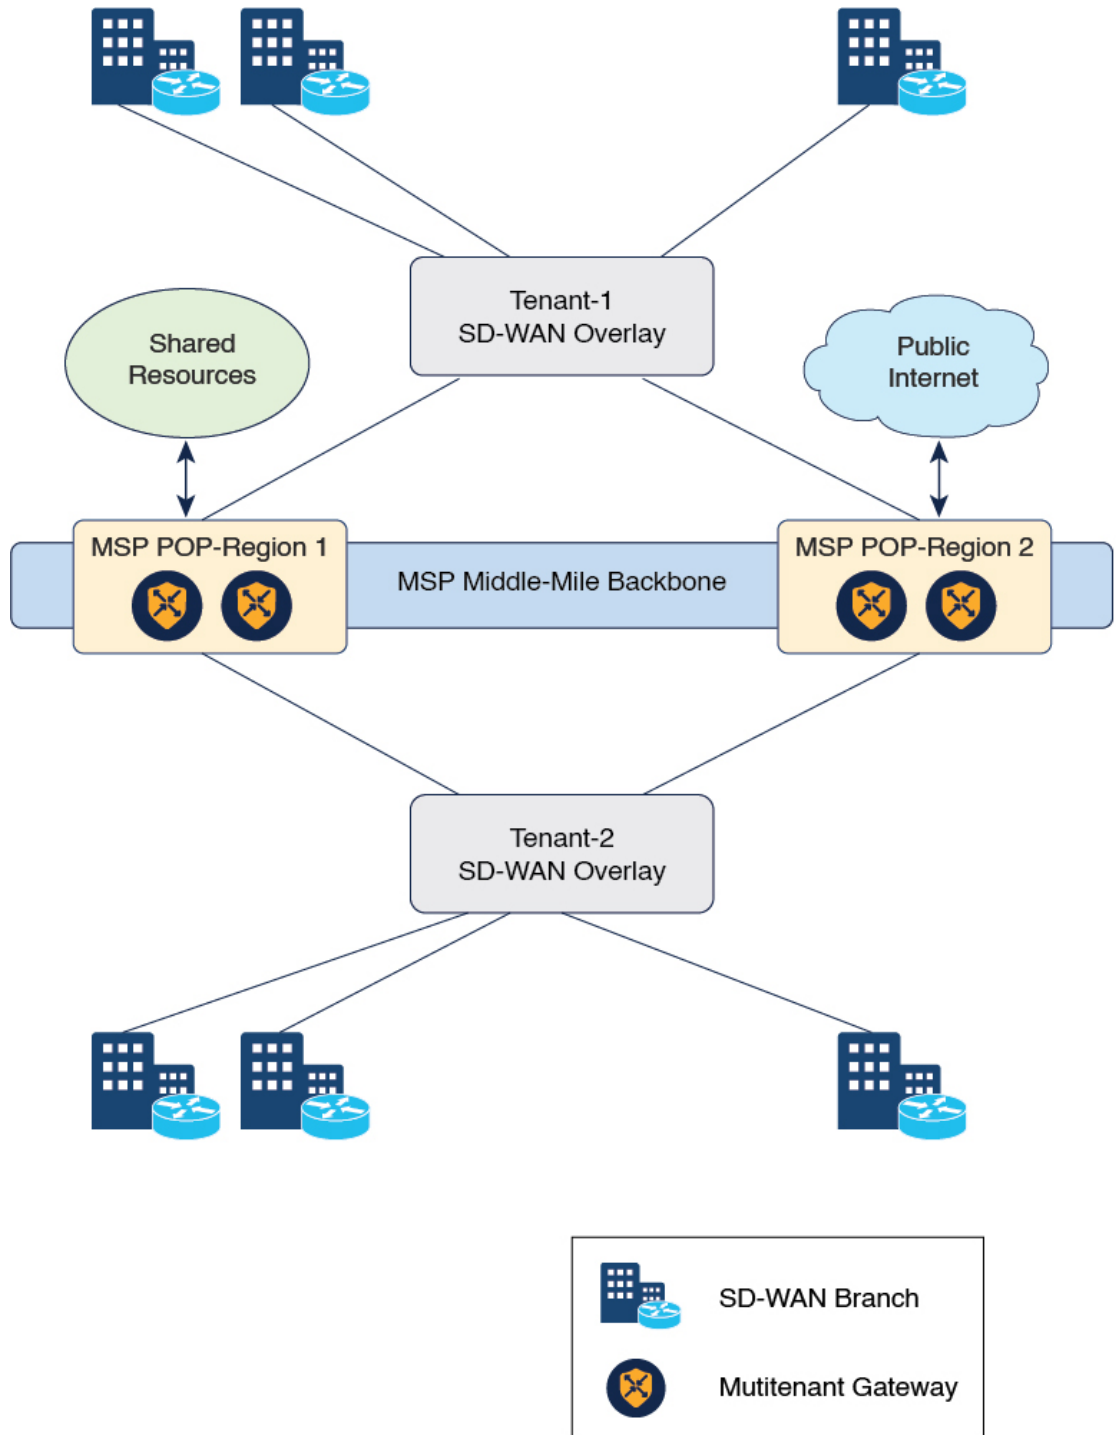 Tenant-1
SD-WAN Overlay
Shared
Resources
Public
Internet
MSP POP-Region 1
MSP Middle-Mile Backbone
MSP POP-Region 2
Tenant-2
SD-WAN Overlay
SD-WAN Branch
Mutitenant Gateway